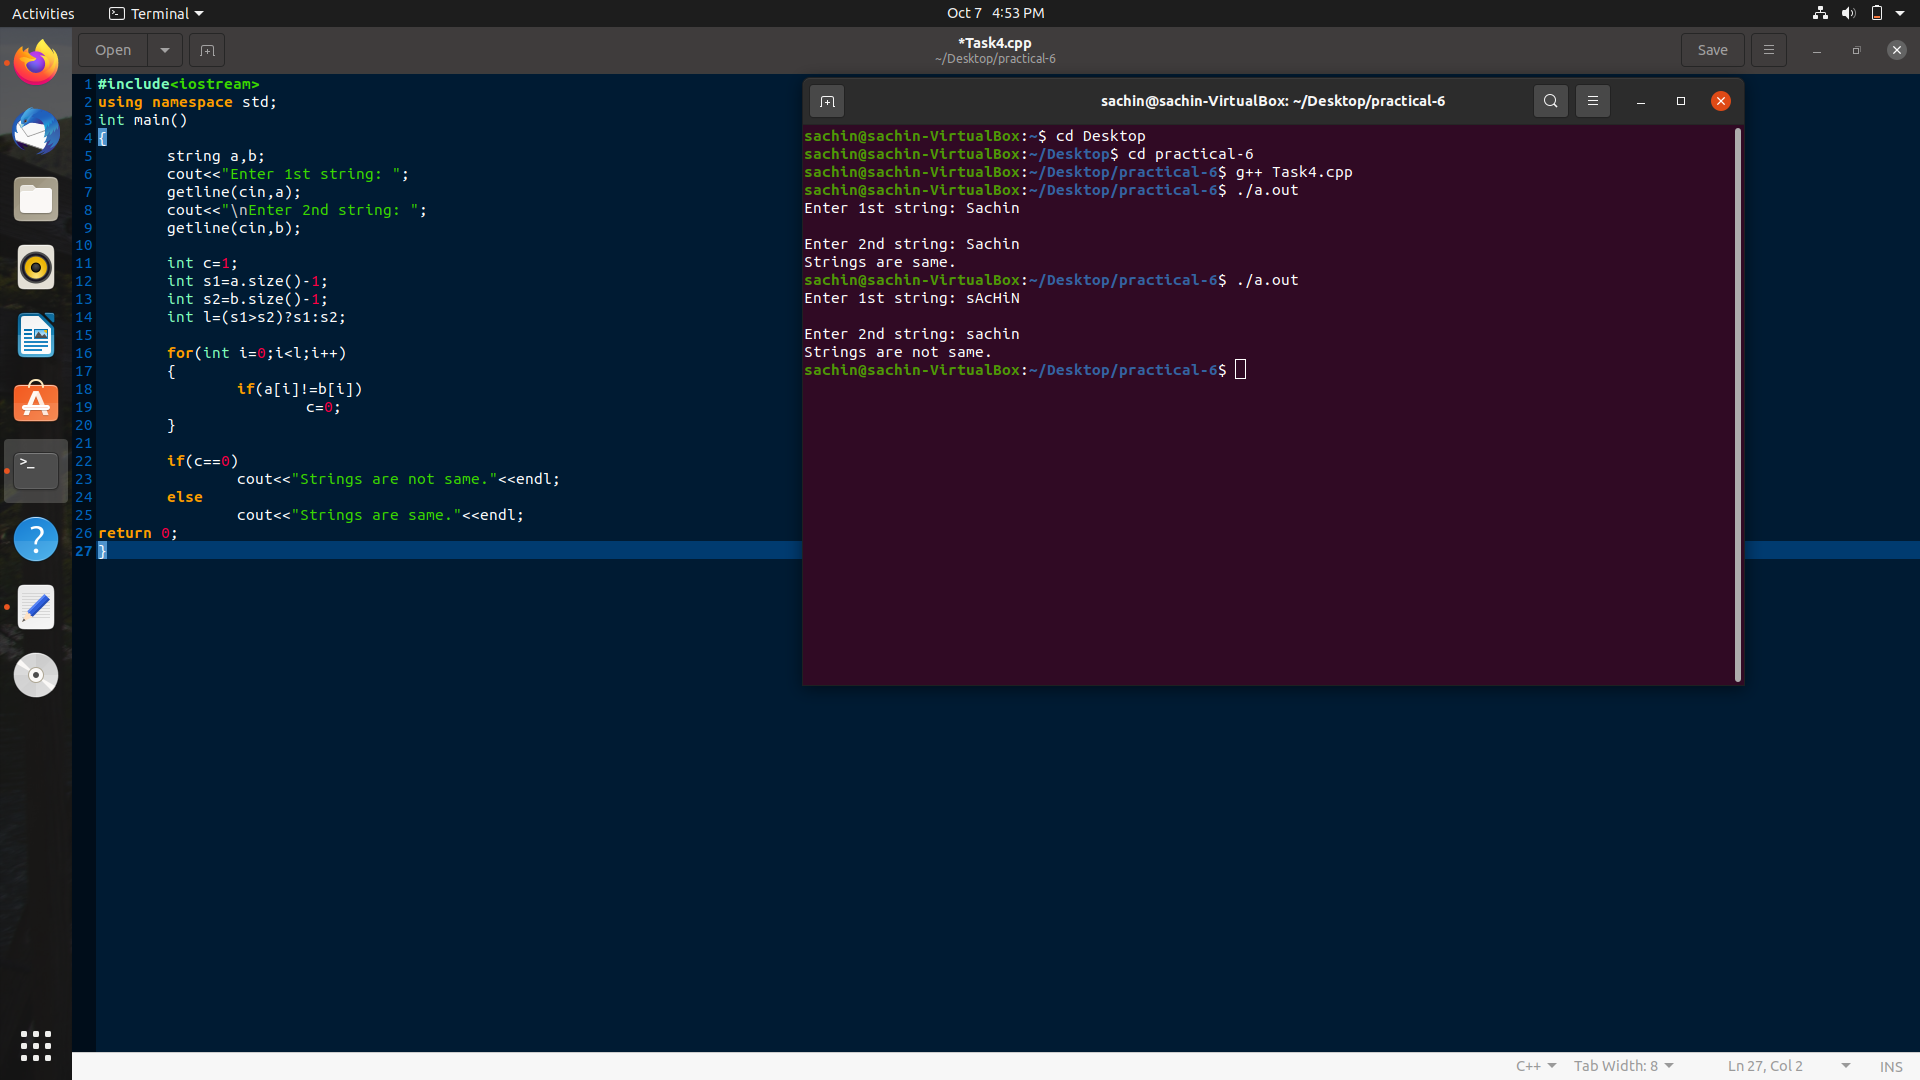 Activities Terminal Oct 7 4:53 PM
Open *Task4.cpp Save
~/Desktop/practical-6
1 #include<iostream>
2 using namespace std;
3 int main()
4 {
5 string a,b;
6 cout<<"Enter 1st string: ";
7 getline(cin,a);
8 cout<<"\nEnter 2nd string: ";
9 getline(cin,b);
10
11 int c=1;
12 int s1=a.size()-1;
13 int s2=b.size()-1;
14 int l=(s1>s2)?s1:s2;
15
16 for(int i=0;i<l;i++)
17 {
18 if(a[i]!=b[i])
19 c=0;
20 }
21
22 if(c==0)
23 cout<<"Strings are not same."<<endl;
24 else
25 cout<<"Strings are same."<<endl;
26 return 0;
27 }
sachin@sachin-VirtualBox: ~/Desktop/practical-6
sachin@sachin-VirtualBox:~$ cd Desktop
sachin@sachin-VirtualBox:~/Desktop$ cd practical-6
sachin@sachin-VirtualBox:~/Desktop/practical-6$ g++ Task4.cpp
sachin@sachin-VirtualBox:~/Desktop/practical-6$ ./a.out
Enter 1st string: Sachin
Enter 2nd string: Sachin
Strings are same.
sachin@sachin-VirtualBox:~/Desktop/practical-6$ ./a.out
Enter 1st string: sAcHiN
Enter 2nd string: sachin
Strings are not same.
sachin@sachin-VirtualBox:~/Desktop/practical-6$
C++ Tab Width: 8 Ln 27, Col 2 INS